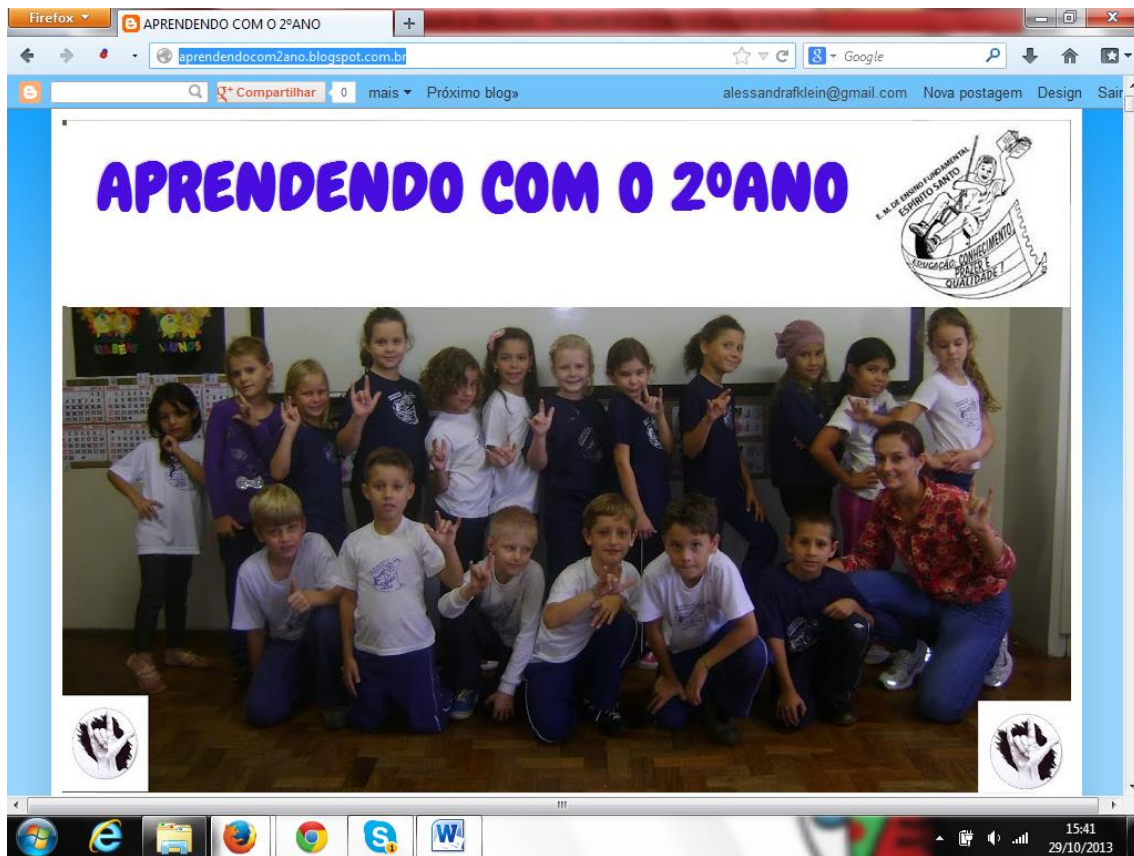 Firefox
APRENDENDO COM O 2ºANO
aprendendocom2ano.blogspot.com.br
Google
Compartilhar 0 mais Próximo blog»
alessandrafklein@gmail.com Nova postagem Design Sair
APRENDENDO COM O 2ºANO
E. M. DE ENSINO FUNDAMENTAL
ESPÍRITO SANTO
EDUCAÇÃO: CONHECIMENTO,
PRAZER E
QUALIDADE!
15:41
29/10/2013